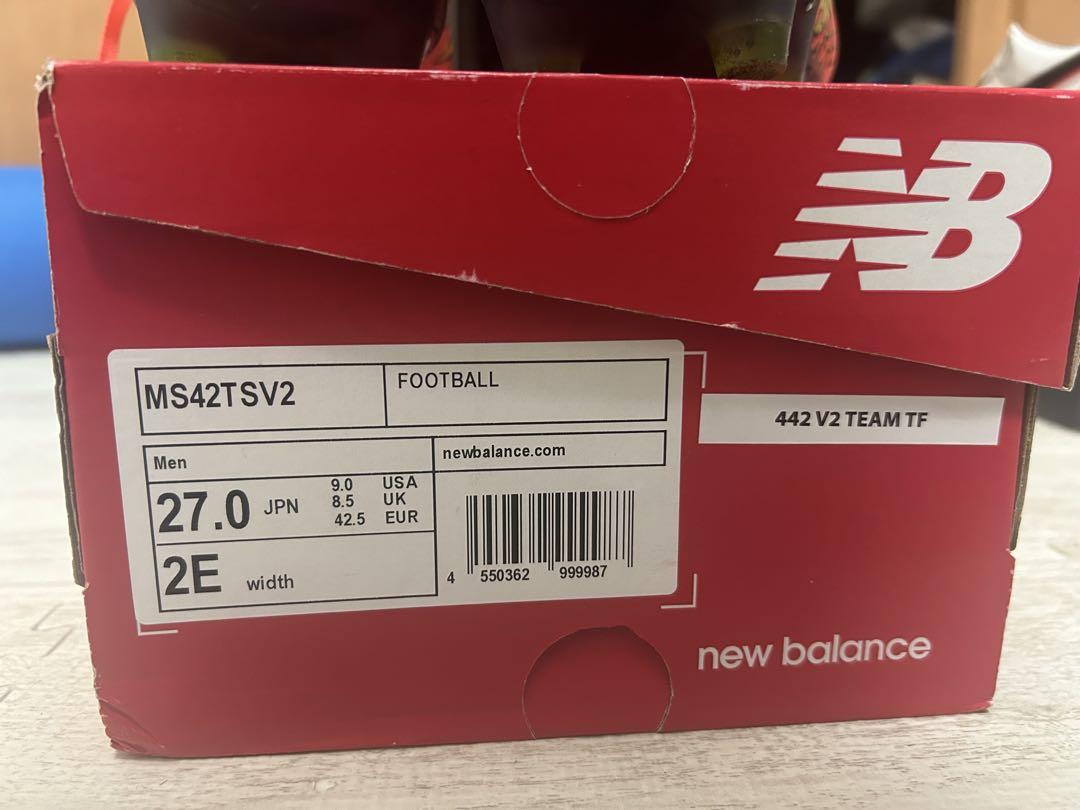 NB
MS42TSV2
FOOTBALL
442 V2 TEAM TF
Men
newbalance.com
27.0 JPN
9.0 USA
8.5 UK
42.5 EUR
2E width
4 550362 999987
new balance